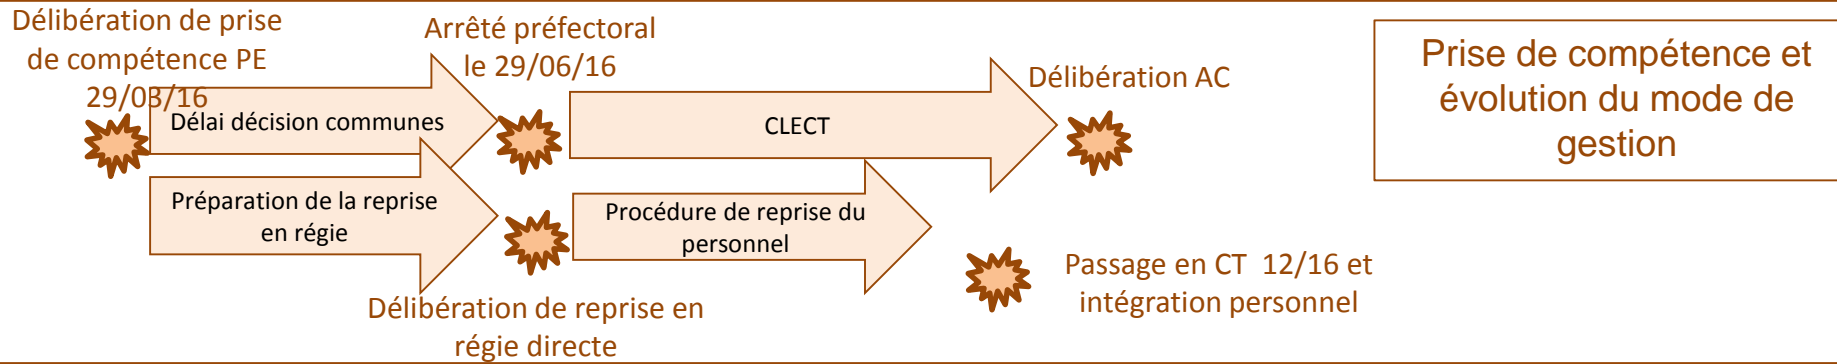 Délibération de prise
de compétence PE
29/03/16
Arrêté préfectoral
le 29/06/16
Délai décision communes
CLECT
Délibération AC
Prise de compétence et
évolution du mode de
gestion
Préparation de la reprise
en régie
Procédure de reprise du
personnel
Délibération de reprise en
régie directe
Passage en CT  12/16 et
intégration personnel